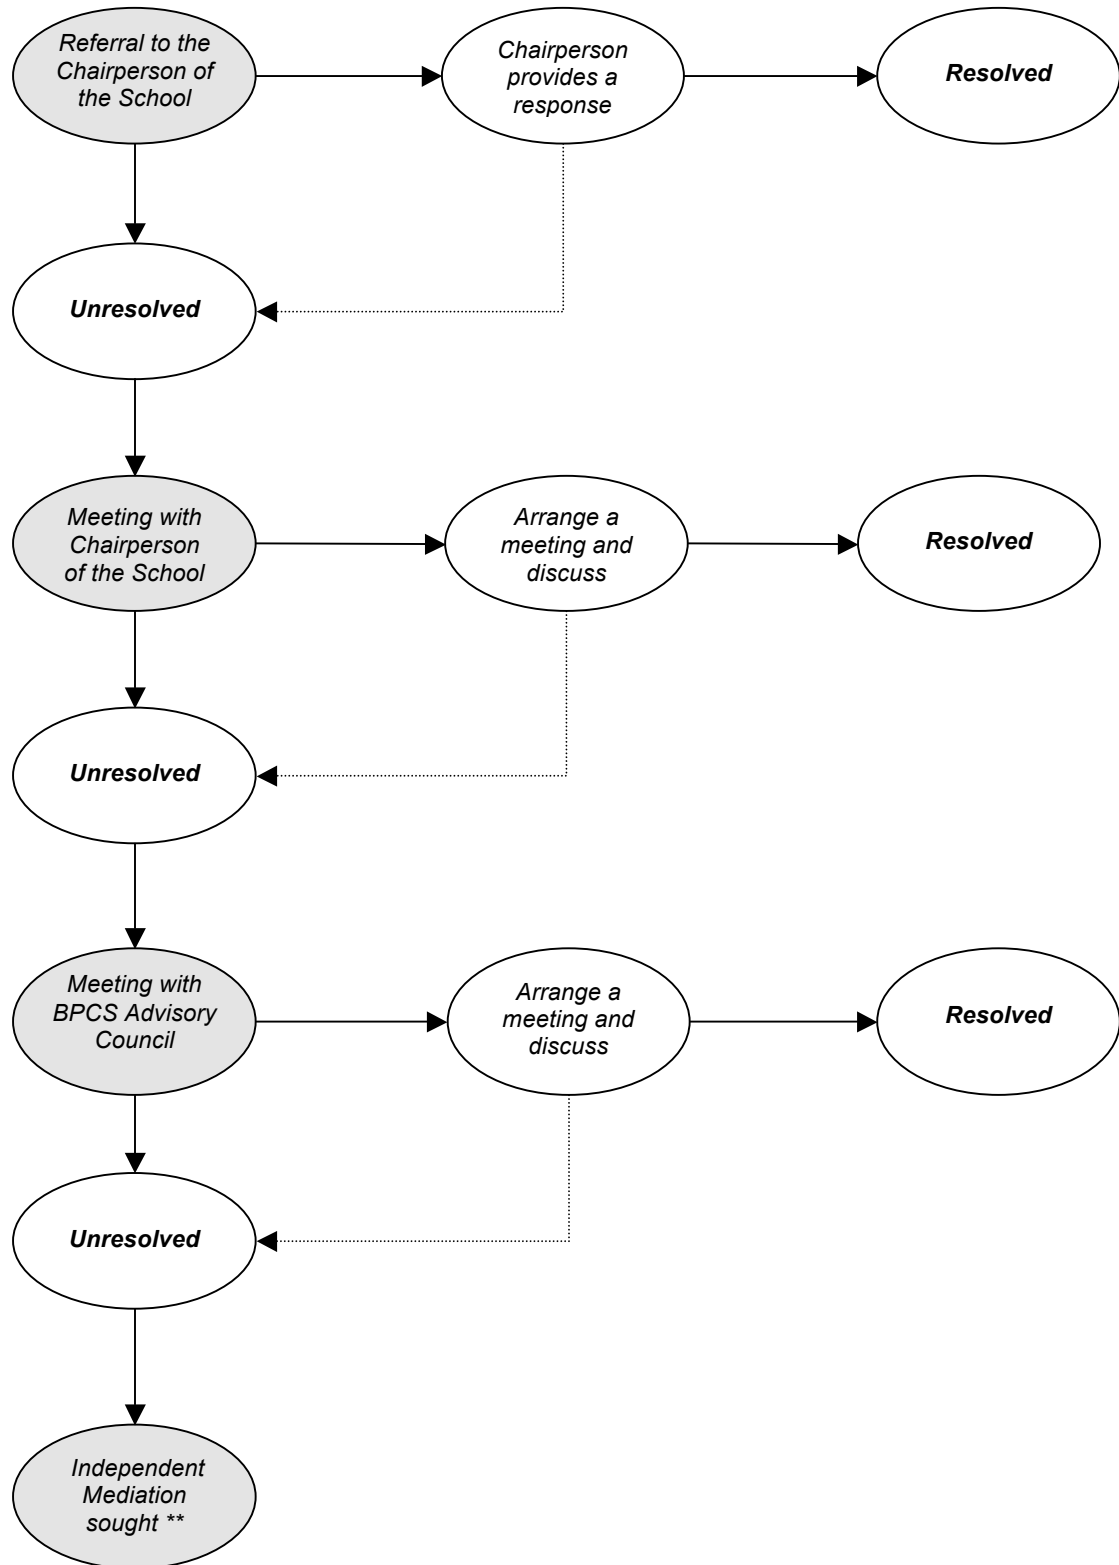 Referral to the
Chairperson of
the School
Chairperson
provides a
response
Resolved
Unresolved
Meeting with
Chairperson
of the School
Arrange a
meeting and
discuss
Resolved
Unresolved
Meeting with
BPCS Advisory
Council
Arrange a
meeting and
discuss
Resolved
Unresolved
Independent
Mediation
sought **